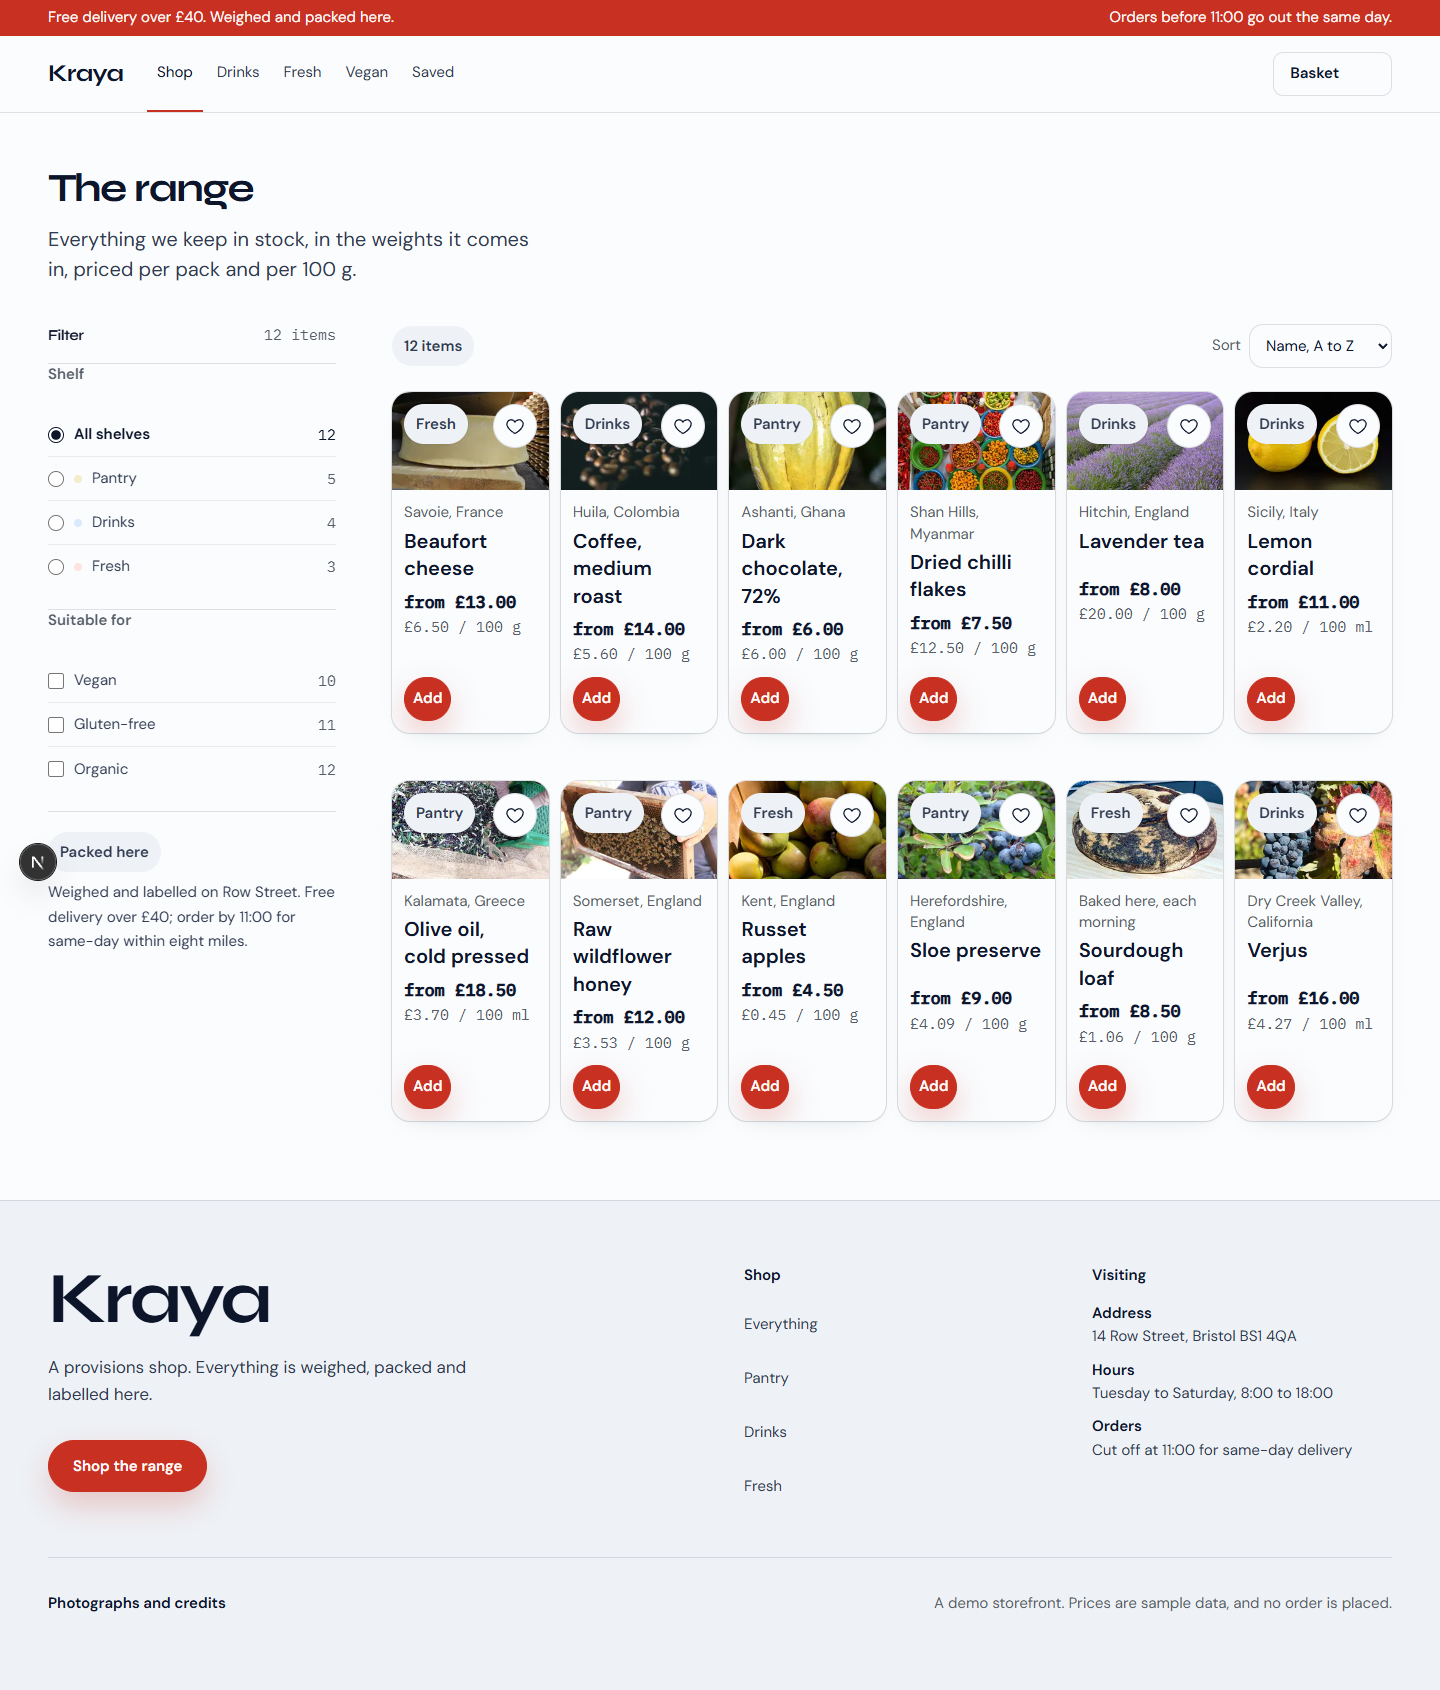 Free delivery over £40. Weighed and packed here.
Orders before 11:00 go out the same day.
Kraya
Shop
Drinks
Fresh
Vegan
Saved
Basket
The range
Everything we keep in stock, in the weights it comes
in, priced per pack and per 100 g.
Filter
12 items
Shelf
All shelves
12
Pantry
5
Drinks
4
Fresh
3
Suitable for
Vegan
10
Gluten-free
11
Organic
12
N
Packed here
Weighed and labelled on Row Street. Free
delivery over £40; order by 11:00 for
same-day within eight miles.
12 items
Sort
Name, A to Z
Fresh
Savoie, France
Beaufort
cheese
from £13.00
£6.50 / 100 g
Add
Drinks
Huila, Colombia
Coffee,
medium
roast
from £14.00
£5.60 / 100 g
Add
Pantry
Ashanti, Ghana
Dark
chocolate,
72%
from £6.00
£6.00 / 100 g
Add
Pantry
Shan Hills,
Myanmar
Dried chilli
flakes
from £7.50
£12.50 / 100 g
Add
Drinks
Hitchin, England
Lavender tea
from £8.00
£20.00 / 100 g
Add
Drinks
Sicily, Italy
Lemon
cordial
from £11.00
£2.20 / 100 ml
Add
Pantry
Kalamata, Greece
Olive oil,
cold pressed
from £18.50
£3.70 / 100 ml
Add
Pantry
Somerset, England
Raw
wildflower
honey
from £12.00
£3.53 / 100 g
Add
Fresh
Kent, England
Russet
apples
from £4.50
£0.45 / 100 g
Add
Pantry
Herefordshire,
England
Sloe preserve
from £9.00
£4.09 / 100 g
Add
Fresh
Baked here, each
morning
Sourdough
loaf
from £8.50
£1.06 / 100 g
Add
Drinks
Dry Creek Valley,
California
Verjus
from £16.00
£4.27 / 100 ml
Add
Kraya
A provisions shop. Everything is weighed, packed and
labelled here.
Shop the range
Shop
Everything
Pantry
Drinks
Fresh
Visiting
Address
14 Row Street, Bristol BS1 4QA
Hours
Tuesday to Saturday, 8:00 to 18:00
Orders
Cut off at 11:00 for same-day delivery
Photographs and credits
A demo storefront. Prices are sample data, and no order is placed.